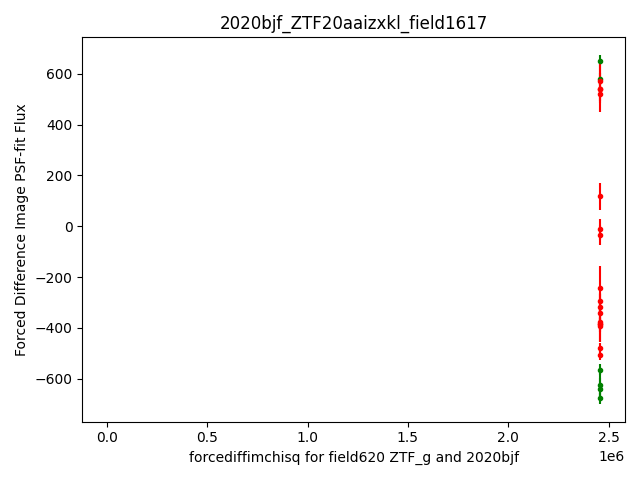 2020bjf_ZTF20aaizxkl_field1617
Forced Difference Image PSF-fit Flux
600
400
200
0
−200
−400
−600
0.0 0.5 1.0 1.5 2.0 2.5
1e6
forcediffimchisq for field620 ZTF_g and 2020bjf